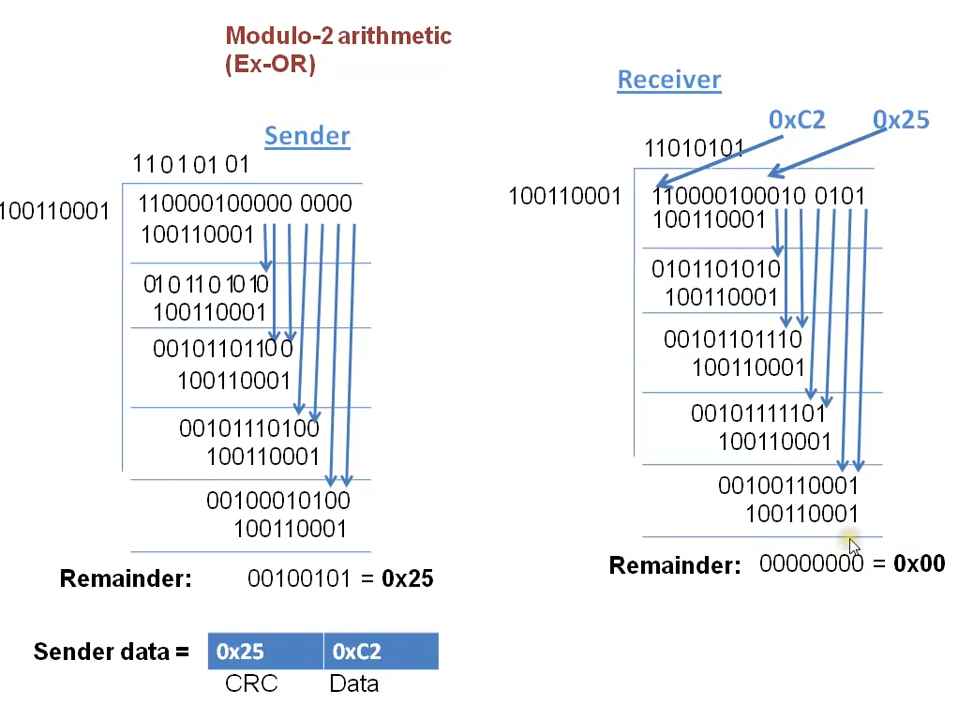 Modulo-2 arithmetic
(Ex-OR)
Sender
11010101
100110001
110000100000 0000
100110001
0101101010
100110001
00101101100
100110001
00101110100
100110001
00100010100
100110001
Remainder: 00100101 = 0x25
Sender data = 0x25 0xC2
CRC Data
Receiver
0xC2 0x25
11010101
100110001
110000100010 0101
100110001
0101101010
100110001
00101101110
100110001
00101111101
100110001
00100110001
100110001
Remainder: 00000000 = 0x00